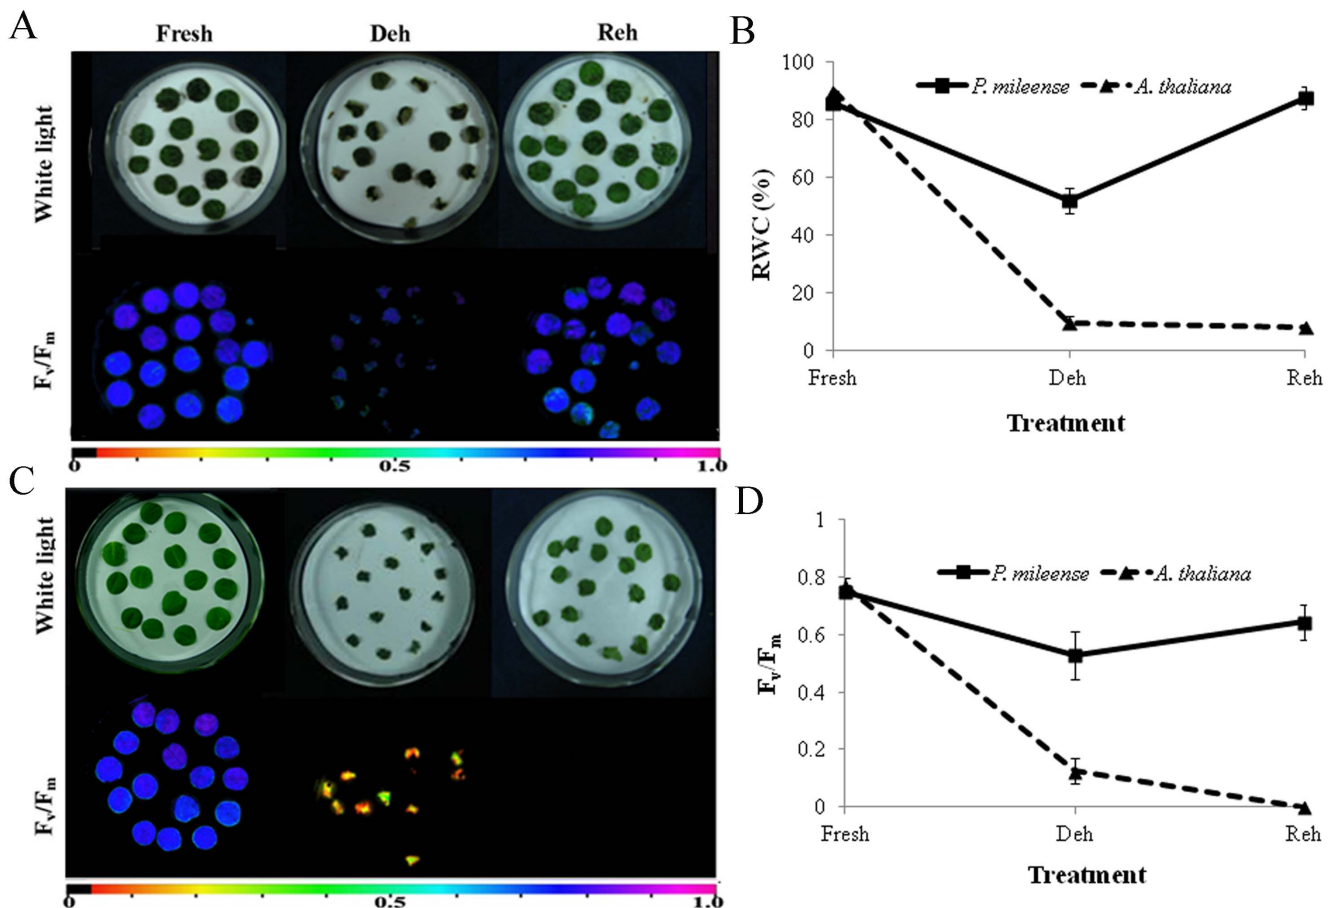 A
Fresh
Deh
Reh
White light
Fv/Fm
0
0.5
1.0
B
100
80
60
40
20
0
RWC (%)
P. mileense
A. thaliana
Fresh
Deh
Reh
Treatment
C
White light
Fv/Fm
0
0.5
1.0
D
1
0.8
0.6
0.4
0.2
0
Fv/Fm
P. mileense
A. thaliana
Fresh
Deh
Reh
Treatment